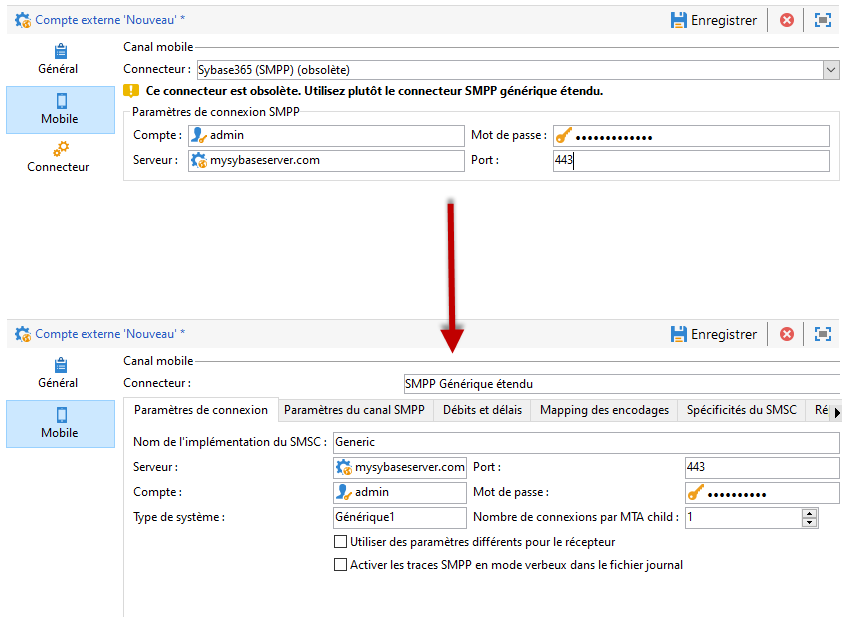 Compte externe 'Nouveau' *
Enregistrer
Général
Mobile
Connecteur
Canal mobile
Connecteur : Sybase365 (SMPP) (obsolète)
Ce connecteur est obsolète. Utilisez plutôt le connecteur SMPP générique étendu.
Paramètres de connexion SMPP
Compte : admin Mot de passe : •••••••••••••
Serveur : mysybaseserver.com Port : 443
Compte externe 'Nouveau' *
Enregistrer
Général
Mobile
Canal mobile
Connecteur : SMPP Générique étendu
Paramètres de connexion Paramètres du canal SMPP Débits et délais Mapping des encodages Spécificités du SMSC Ré
Nom de l'implémentation du SMSC : Generic
Serveur : mysybaseserver.com Port : 443
Compte : admin Mot de passe : ••••••••••
Type de système : Générique1 Nombre de connexions par MTA child : 1
Utiliser des paramètres différents pour le récepteur
Activer les traces SMPP en mode verbeux dans le fichier journal